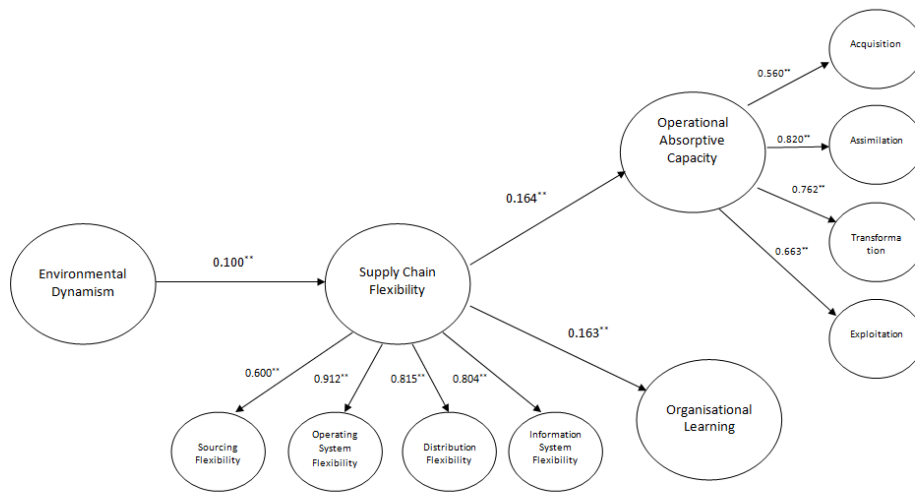 Acquisition
0.560**
Operational
Absorptive
Capacity
0.820**
Assimilation
0.762**
0.164**
Transforma
tion
0.663**
Environmental
Dynamism
0.100**
Supply Chain
Flexibility
0.163**
Exploitation
0.600**
0.912**
0.815**
0.804**
Organisational
Learning
Sourcing
Flexibility
Operating
System
Flexibility
Distribution
Flexibility
Information
System
Flexibility